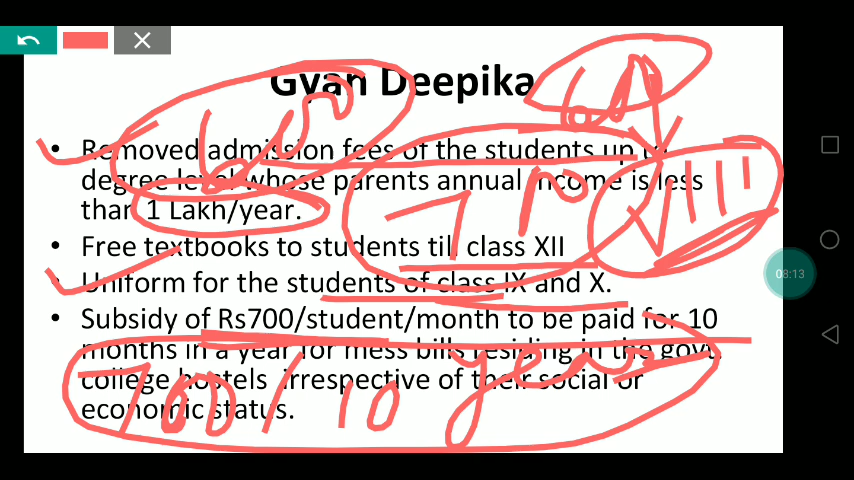 Gyan Deepika
• Removed admission fees of the students up to
degree level whose parents annual income is less
than 1 Lakh/year.
• Free textbooks to students till class XII
• Uniform for the students of class IX and X.
• Subsidy of Rs700/student/month to be paid for 10
months in a year for mess bills residing in the govt.
college hostels irrespective of their social or
economic status.
VIII
700/10 years
08:13